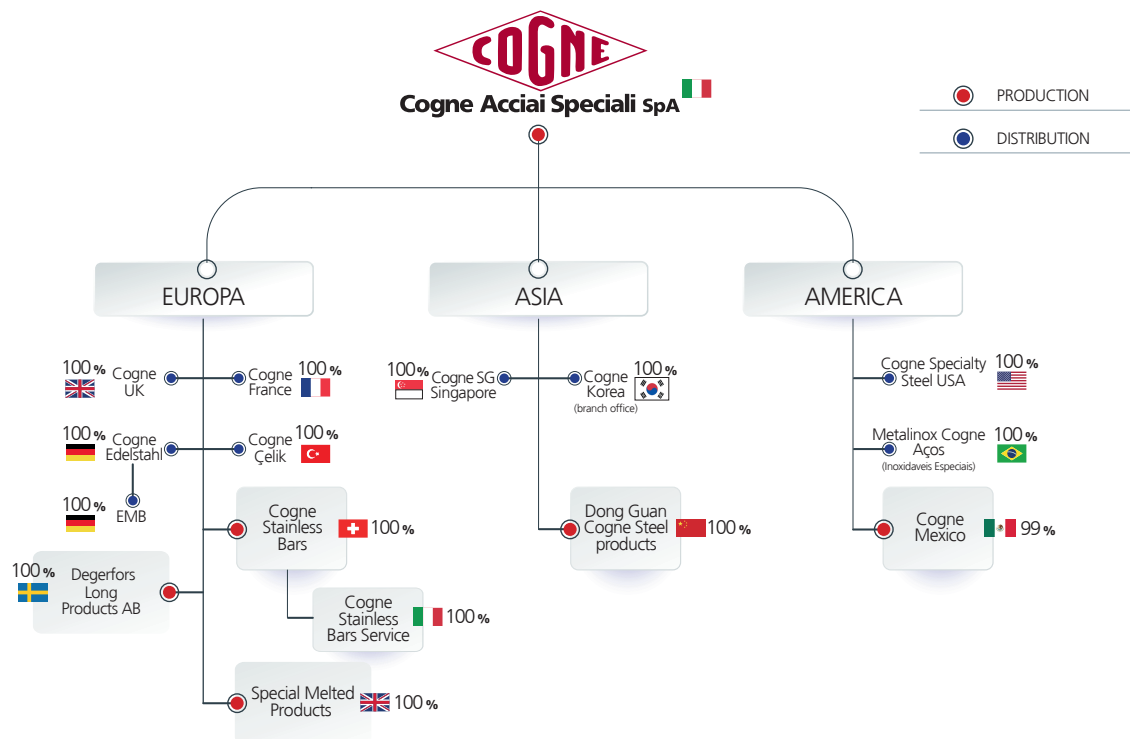 COGNE
Cogne Acciai Speciali SpA
PRODUCTION
DISTRIBUTION
EUROPA
ASIA
AMERICA
100 %
Cogne
UK
Cogne
France
100 %
100 %
Cogne
Edelstahl
Cogne
Çelik
100 %
100 %
EMB
Cogne
Stainless
Bars
100 %
100 %
Degerfors
Long
Products AB
Cogne
Stainless
Bars Service
100 %
Special Melted
Products
100 %
100 %
Cogne SG
Singapore
Cogne
Korea
(branch office)
100 %
Dong Guan
Cogne Steel
products
100 %
Cogne Specialty
Steel USA
100 %
Metalinox Cogne
Aços
(Inoxidaveis Especiais)
100 %
Cogne
Mexico
99 %